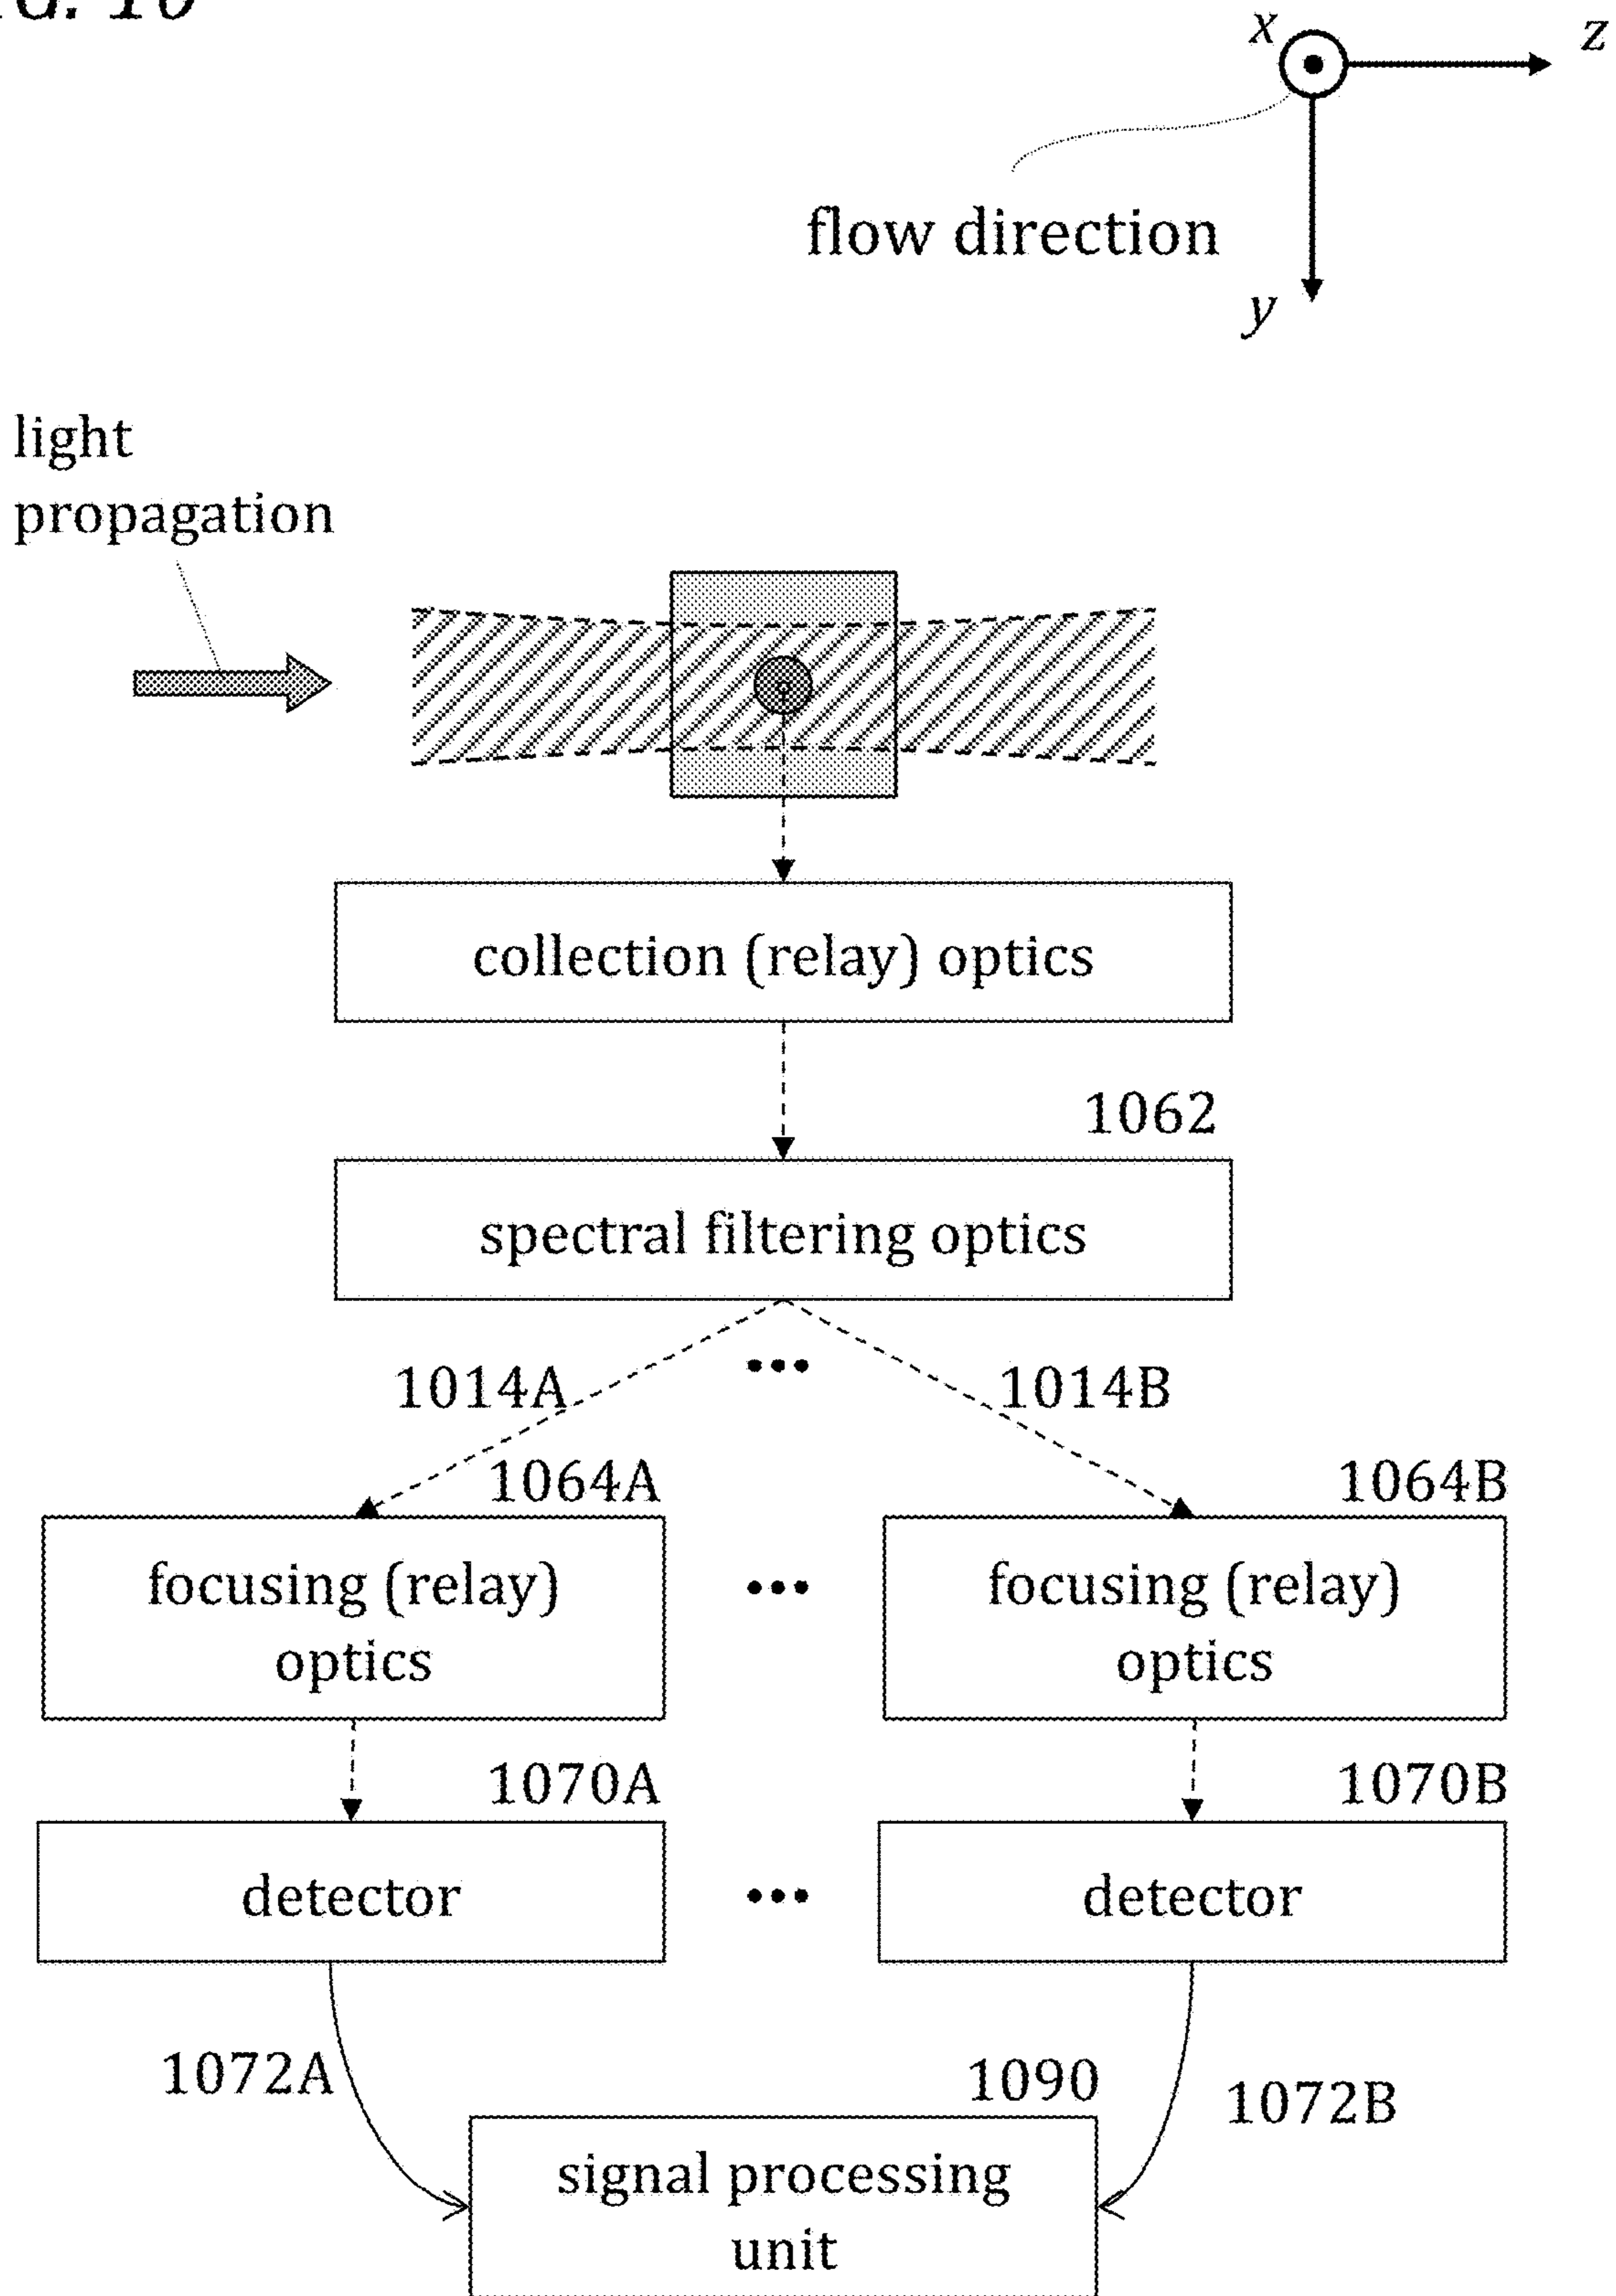 G. 10
x
z
flow direction
y
light
propagation
collection (relay) optics
1062
spectral filtering optics
1014A
1014B
1064A
1064B
focusing (relay)
optics
focusing (relay)
optics
1070A
1070B
detector
detector
1072A
1090
1072B
signal processing
unit